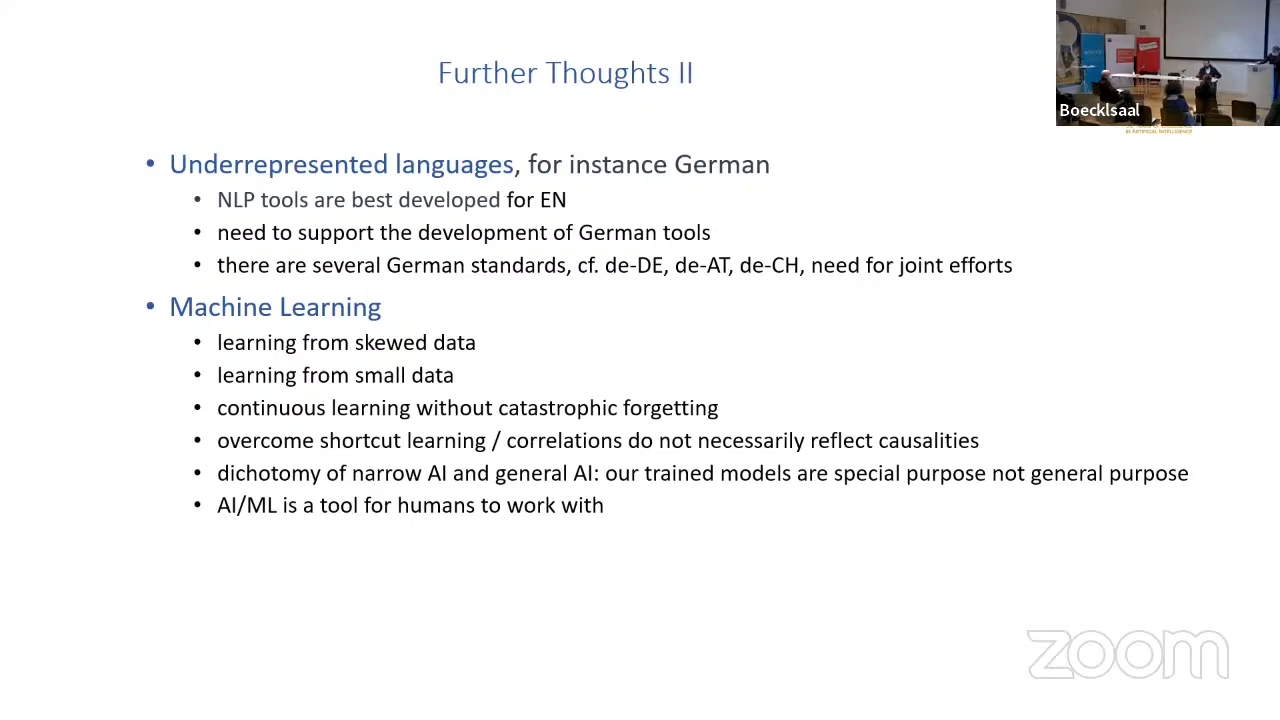 Further Thoughts II
Boecklsaal
in Artificial Intelligence
• Underrepresented languages, for instance German
• NLP tools are best developed for EN
• need to support the development of German tools
• there are several German standards, cf. de-DE, de-AT, de-CH, need for joint efforts
• Machine Learning
• learning from skewed data
• learning from small data
• continuous learning without catastrophic forgetting
• overcome shortcut learning / correlations do not necessarily reflect causalities
• dichotomy of narrow AI and general AI: our trained models are special purpose not general purpose
• AI/ML is a tool for humans to work with
zoom